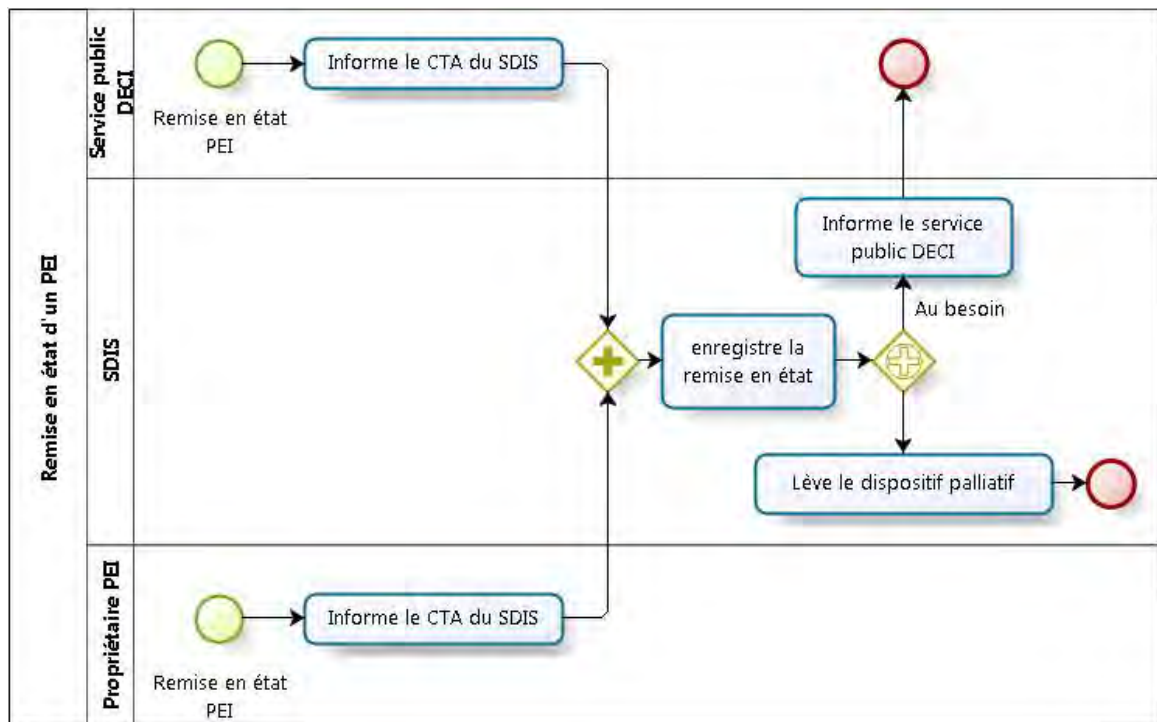 Remise en état d'un PEI
Service public
DECI
Remise en état
PEI
Informe le CTA du SDIS
SDIS
Informe le service
public DECI
Au besoin
enregistre la
remise en état
Lève le dispositif palliatif
Propriétaire PEI
Remise en état
PEI
Informe le CTA du SDIS